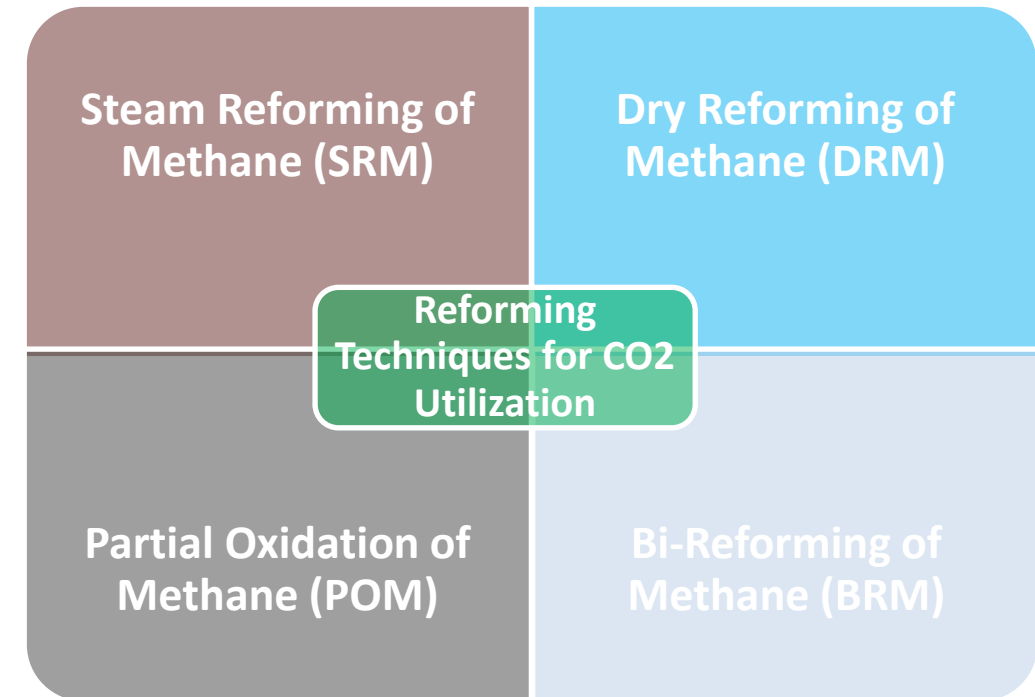 Steam Reforming of
Methane (SRM)
Dry Reforming of
Methane (DRM)
Reforming
Techniques for CO2
Utilization
Partial Oxidation of
Methane (POM)
Bi-Reforming of
Methane (BRM)